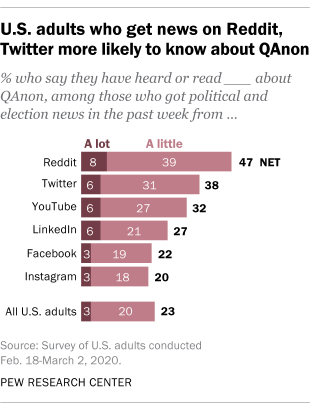 U.S. adults who get news on Reddit,
Twitter more likely to know about QAnon
% who say they have heard or read ___ about
QAnon, among those who got political and
election news in the past week from ...
A lot A little
Reddit 8 39 47 NET
Twitter 6 31 38
YouTube 6 27 32
LinkedIn 6 21 27
Facebook 3 19 22
Instagram 3 18 20
All U.S. adults 3 20 23
Source: Survey of U.S. adults conducted
Feb. 18-March 2, 2020.
PEW RESEARCH CENTER